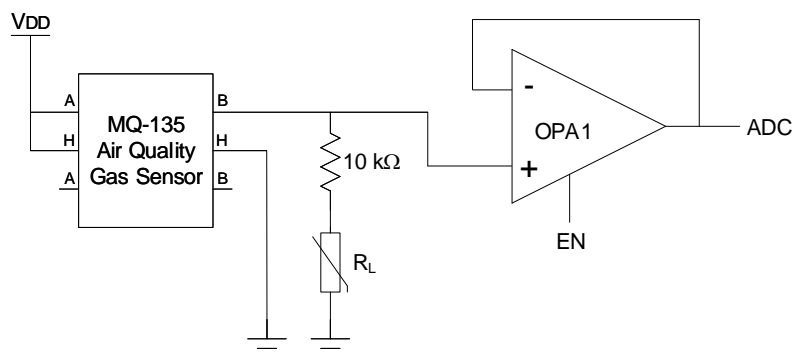 VDD
A
B
H
MQ-135
Air Quality
Gas Sensor
H
A
B
10 kΩ
RL
-
OPA1
+
ADC
EN